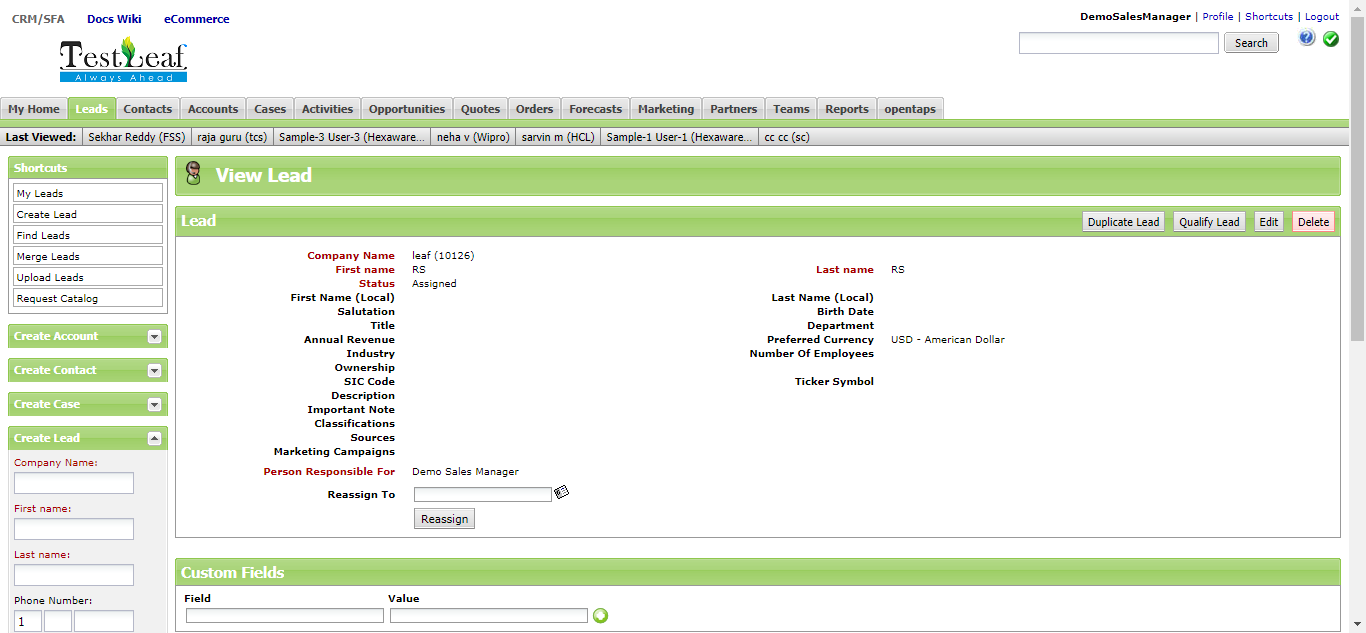 CRM/SFA Docs Wiki eCommerce
DemoSalesManager | Profile | Shortcuts | Logout
TestLeaf
Always Ahead
Search
?
My Home Leads Contacts Accounts Cases Activities Opportunities Quotes Orders Forecasts Marketing Partners Teams Reports opentaps
Last Viewed: Sekhar Reddy (FSS) raja guru (tcs) Sample-3 User-3 (Hexaware... neha v (Wipro) sarvin m (HCL) Sample-1 User-1 (Hexaware... cc cc (sc)
Shortcuts
My Leads
Create Lead
Find Leads
Merge Leads
Upload Leads
Request Catalog
Create Account
Create Contact
Create Case
Create Lead
Company Name:
First name:
Last name:
Phone Number:
1
View Lead
Lead
Duplicate Lead Qualify Lead Edit Delete
Company Name leaf (10126)
First name RS Last name RS
Status Assigned
First Name (Local) Last Name (Local)
Salutation Birth Date
Title Department
Annual Revenue Preferred Currency USD - American Dollar
Industry Number Of Employees
Ownership
SIC Code Ticker Symbol
Description
Important Note
Classifications
Sources
Marketing Campaigns
Person Responsible For Demo Sales Manager
Reassign To
Reassign
Custom Fields
Field Value